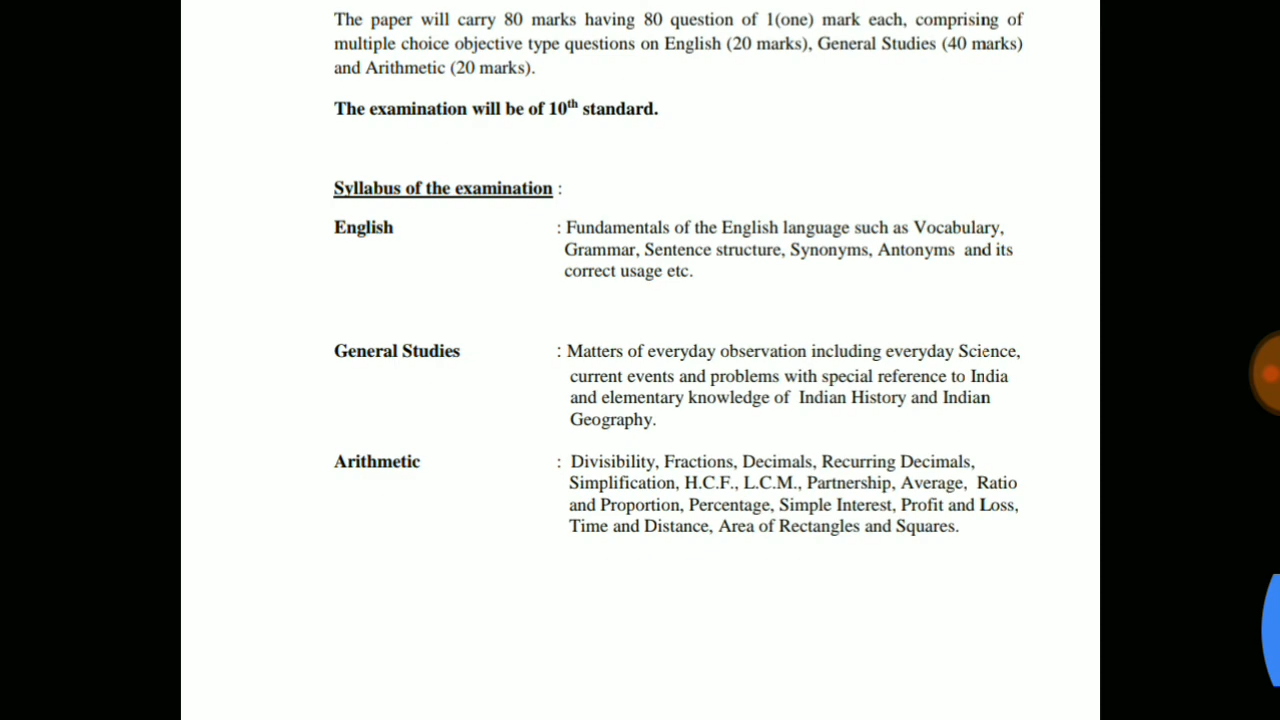 The paper will carry 80 marks having 80 question of 1(one) mark each, comprising of
multiple choice objective type questions on English (20 marks), General Studies (40 marks)
and Arithmetic (20 marks).
The examination will be of 10th standard.
Syllabus of the examination :
English : Fundamentals of the English language such as Vocabulary,
Grammar, Sentence structure, Synonyms, Antonyms and its
correct usage etc.
General Studies : Matters of everyday observation including everyday Science,
current events and problems with special reference to India
and elementary knowledge of Indian History and Indian
Geography.
Arithmetic : Divisibility, Fractions, Decimals, Recurring Decimals,
Simplification, H.C.F., L.C.M., Partnership, Average, Ratio
and Proportion, Percentage, Simple Interest, Profit and Loss,
Time and Distance, Area of Rectangles and Squares.